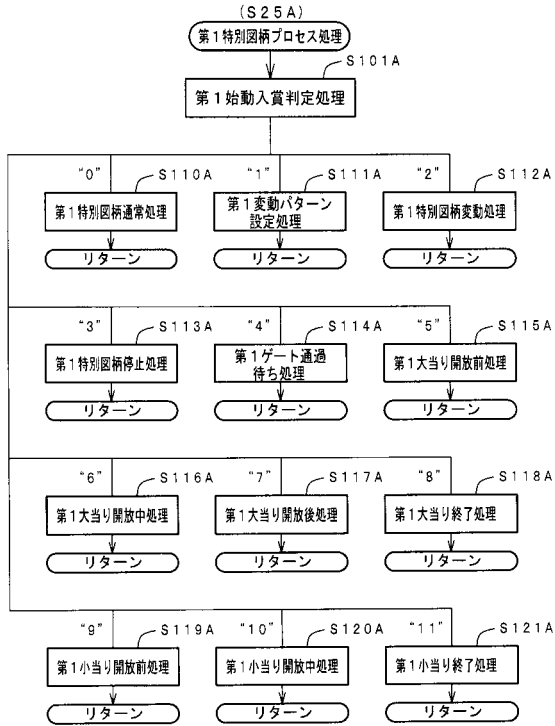 (S25A)
第1特別図柄プロセス処理
S101A
第1始動入賞判定処理
“0” S110A “1” S111A “2” S112A
第1特別図柄通常処理 第1変動パターン 第1特別図柄変動処理
設定処理
リターン リターン リターン
“3” S113A “4” S114A “5” S115A
第1特別図柄停止処理 第1ゲート通過 第1大当り開放前処理
待ち処理
リターン リターン リターン
“6” S116A “7” S117A “8” S118A
第1大当り開放中処理 第1大当り開放後処理 第1大当り終了処理
リターン リターン リターン
“9” S119A “10” S120A “11” S121A
第1小当り開放前処理 第1小当り開放中処理 第1小当り終了処理
リターン リターン リターン